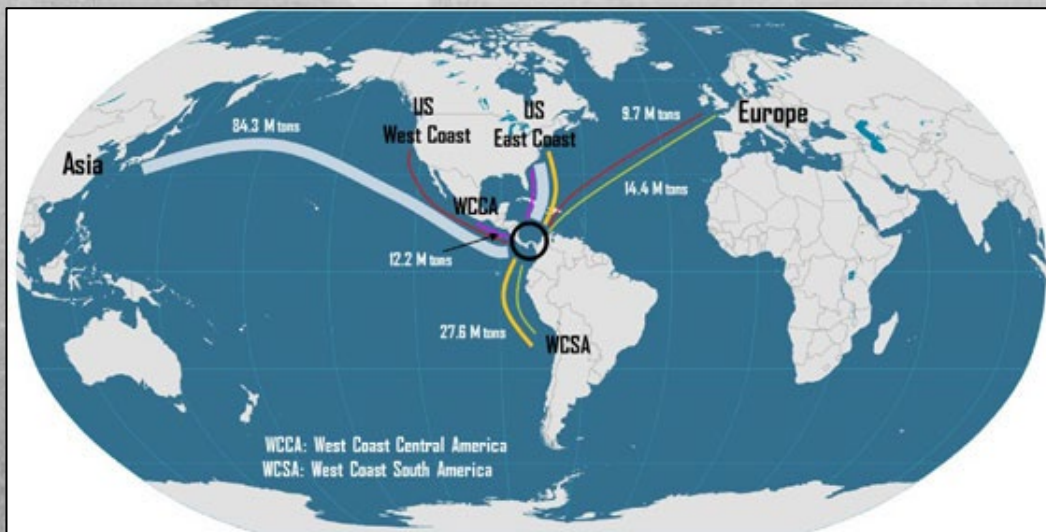 US
West Coast
US
East Coast
9.7 M tons
Europe
84.3 M tons
Asia
14.4 M tons
WCCA
12.2 M tons
27.6 M tons
WCSA
WCCA: West Coast Central America
WCSA: West Coast South America